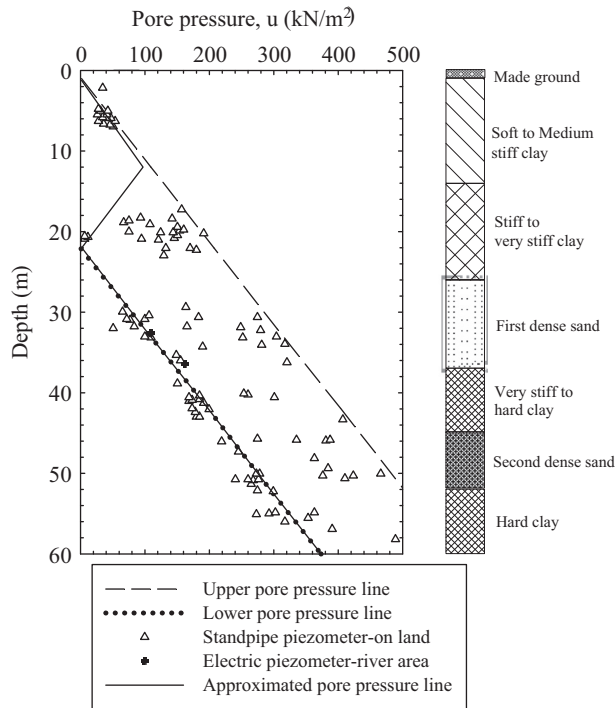 Pore pressure, u (kN/m²)
0 100 200 300 400 500
0
10
20
30
40
50
60
Depth (m)
Made ground
Soft to Medium
stiff clay
Stiff to
very stiff clay
First dense sand
Very stiff to
hard clay
Second dense sand
Hard clay
Upper pore pressure line
Lower pore pressure line
Standpipe piezometer-on land
Electric piezometer-river area
Approximated pore pressure line